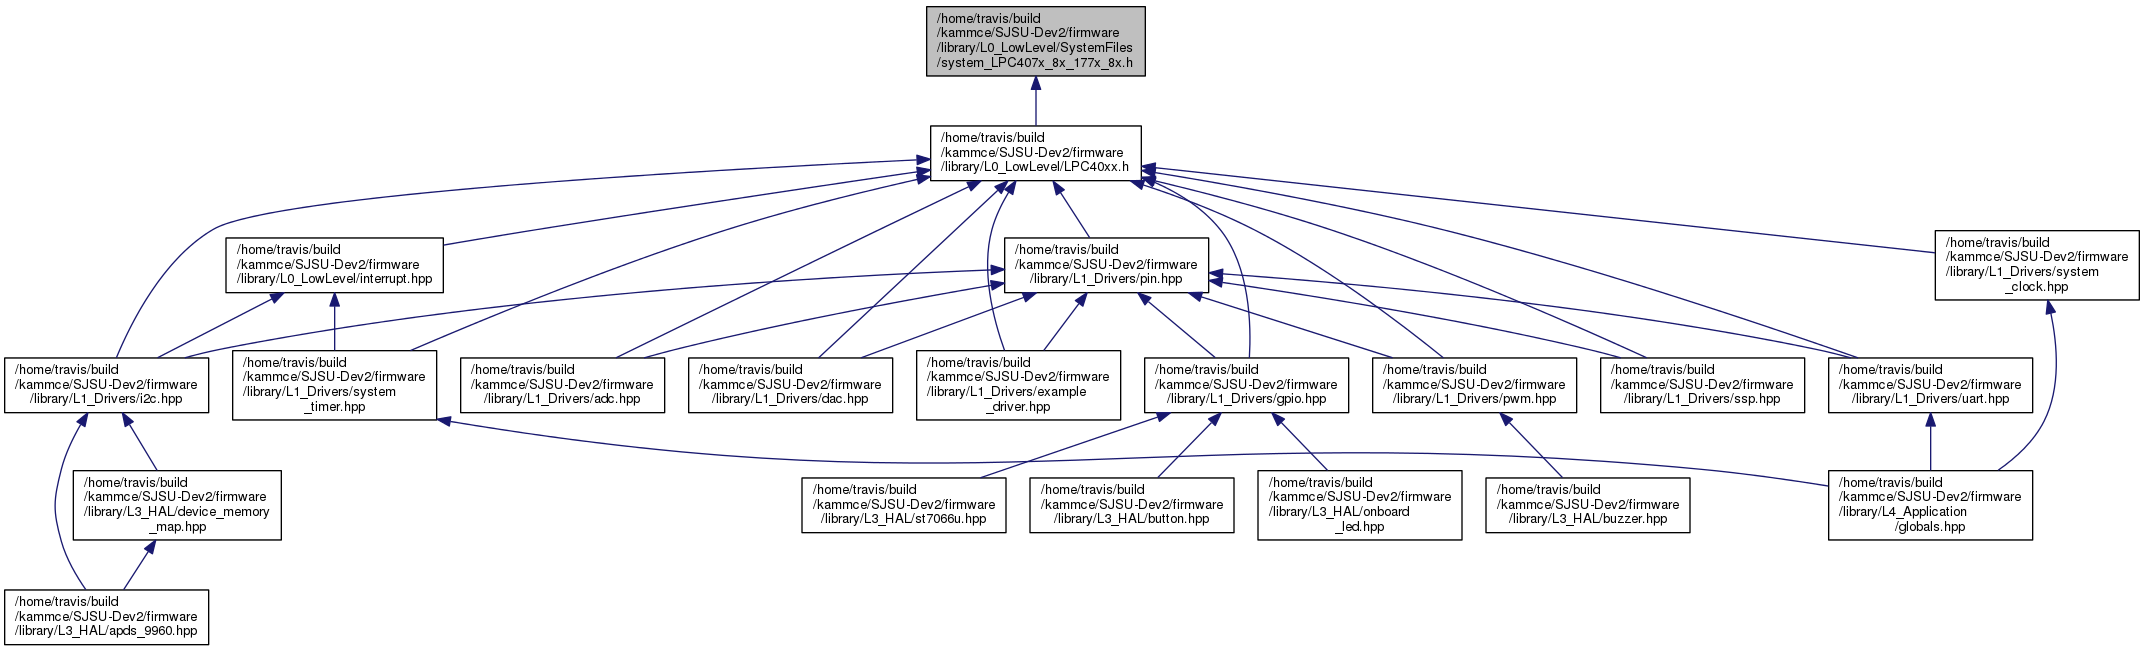 /home/travis/build
/kammce/SJSU-Dev2/firmware
/library/L0_LowLevel/SystemFiles
/system_LPC407x_8x_177x_8x.h
/home/travis/build
/kammce/SJSU-Dev2/firmware
/library/L0_LowLevel/LPC40xx.h
/home/travis/build
/kammce/SJSU-Dev2/firmware
/library/L0_LowLevel/interrupt.hpp
/home/travis/build
/kammce/SJSU-Dev2/firmware
/library/L1_Drivers/pin.hpp
/home/travis/build
/kammce/SJSU-Dev2/firmware
/library/L1_Drivers/system
_clock.hpp
/home/travis/build
/kammce/SJSU-Dev2/firmware
/library/L1_Drivers/i2c.hpp
/home/travis/build
/kammce/SJSU-Dev2/firmware
/library/L1_Drivers/system
_timer.hpp
/home/travis/build
/kammce/SJSU-Dev2/firmware
/library/L1_Drivers/adc.hpp
/home/travis/build
/kammce/SJSU-Dev2/firmware
/library/L1_Drivers/dac.hpp
/home/travis/build
/kammce/SJSU-Dev2/firmware
/library/L1_Drivers/example
_driver.hpp
/home/travis/build
/kammce/SJSU-Dev2/firmware
/library/L1_Drivers/gpio.hpp
/home/travis/build
/kammce/SJSU-Dev2/firmware
/library/L1_Drivers/pwm.hpp
/home/travis/build
/kammce/SJSU-Dev2/firmware
/library/L1_Drivers/ssp.hpp
/home/travis/build
/kammce/SJSU-Dev2/firmware
/library/L1_Drivers/uart.hpp
/home/travis/build
/kammce/SJSU-Dev2/firmware
/library/L3_HAL/device_memory
_map.hpp
/home/travis/build
/kammce/SJSU-Dev2/firmware
/library/L3_HAL/st7066u.hpp
/home/travis/build
/kammce/SJSU-Dev2/firmware
/library/L3_HAL/button.hpp
/home/travis/build
/kammce/SJSU-Dev2/firmware
/library/L3_HAL/onboard
_led.hpp
/home/travis/build
/kammce/SJSU-Dev2/firmware
/library/L3_HAL/buzzer.hpp
/home/travis/build
/kammce/SJSU-Dev2/firmware
/library/L4_Application
/globals.hpp
/home/travis/build
/kammce/SJSU-Dev2/firmware
/library/L3_HAL/apds_9960.hpp